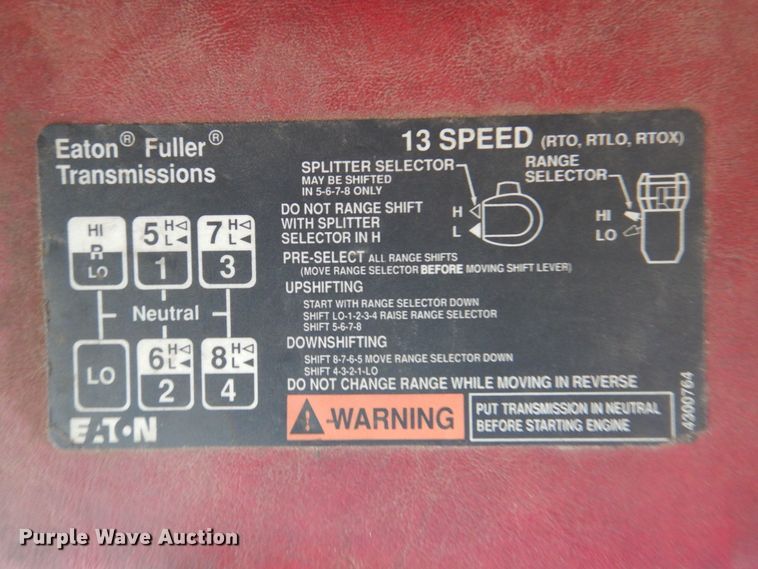 Eaton® Fuller®
Transmissions
13 SPEED (RTO, RTLO, RTOX)
SPLITTER SELECTOR
MAY BE SHIFTED
IN 5-6-7-8 ONLY
RANGE
SELECTOR
DO NOT RANGE SHIFT
WITH SPLITTER
SELECTOR IN H
H
L
HI
LO
PRE-SELECT ALL RANGE SHIFTS
(MOVE RANGE SELECTOR BEFORE MOVING SHIFT LEVER)
UPSHIFTING
START WITH RANGE SELECTOR DOWN
SHIFT LO-1-2-3-4 RAISE RANGE SELECTOR
SHIFT 5-6-7-8
DOWNSHIFTING
SHIFT 8-7-6-5 MOVE RANGE SELECTOR DOWN
SHIFT 4-3-2-1-LO
DO NOT CHANGE RANGE WHILE MOVING IN REVERSE
HI
R
LO
5 H
L
1
7 H
L
3
Neutral
LO
6 H
L
2
8 H
L
4
EATON
WARNING
PUT TRANSMISSION IN NEUTRAL
BEFORE STARTING ENGINE
4300764
Purple Wave Auction